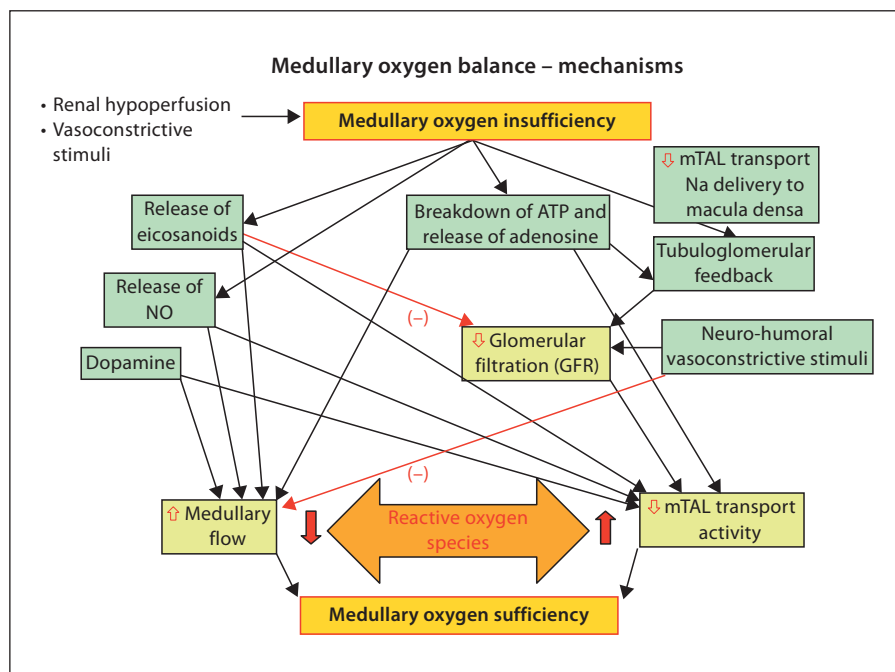 Medullary oxygen balance – mechanisms
• Renal hypoperfusion
• Vasoconstrictive
stimuli
Medullary oxygen insufficiency
⇩ mTAL transport
Na delivery to
macula densa
Release of
eicosanoids
Breakdown of ATP and
release of adenosine
Tubuloglomerular
feedback
Release of
NO
(–)
⇩ Glomerular
filtration (GFR)
Neuro-humoral
vasoconstrictive stimuli
Dopamine
(–)
⇧ Medullary
flow
Reactive oxygen
species
⇩ mTAL transport
activity
Medullary oxygen sufficiency